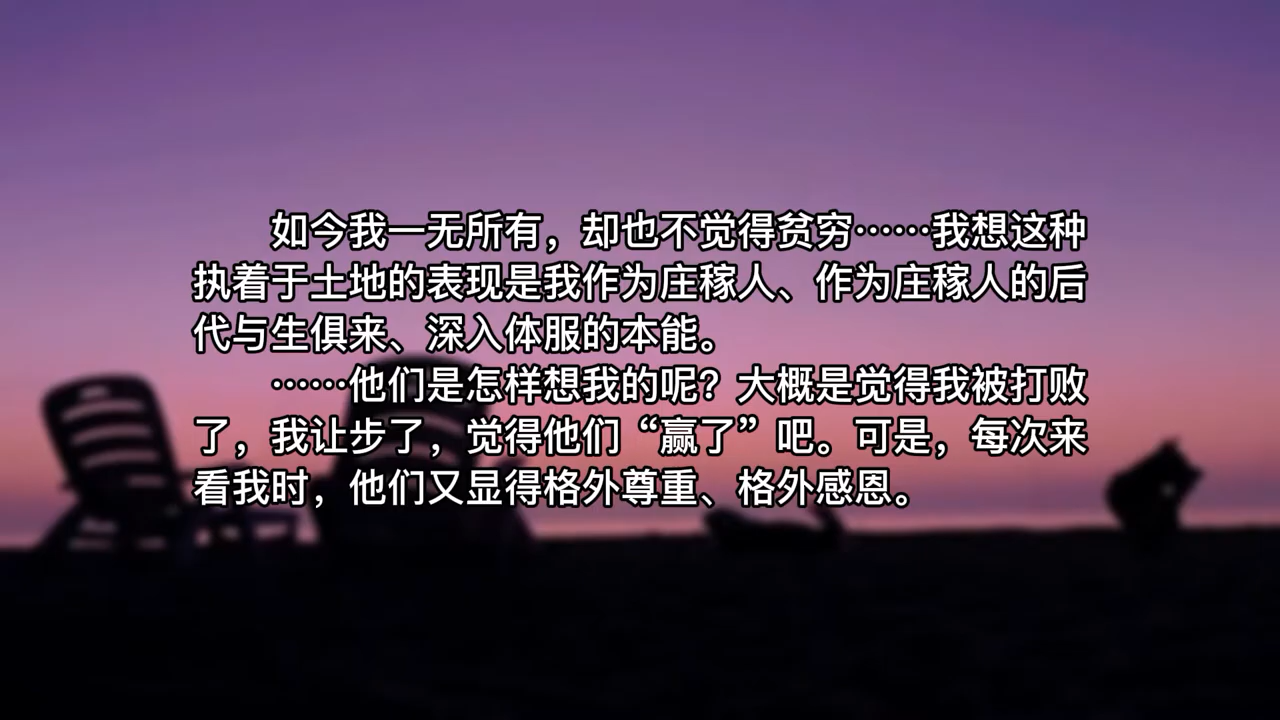 如今我一无所有，却也不觉得贫穷……我想这种
执着于土地的表现是我作为庄稼人、作为庄稼人的后
代与生俱来、深入体服的本能。
……他们是怎样想我的呢？大概是觉得我被打败
了，我让步了，觉得他们“赢了”吧。可是，每次来
看我时，他们又显得格外尊重、格外感恩。